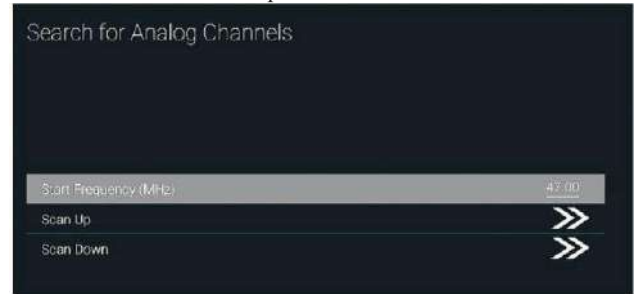 Search for Analog Channels
Start Frequency (MHz) 47.00
Scan Up
Scan Down